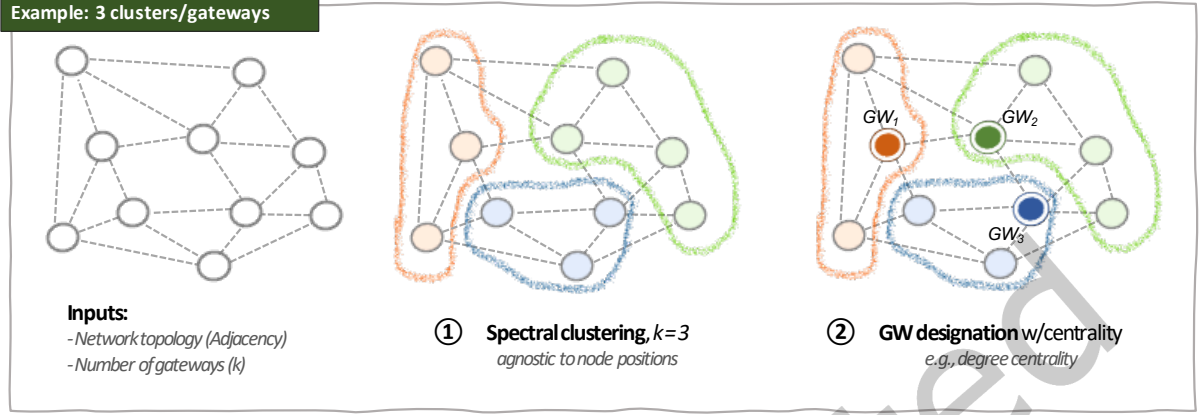 Example: 3 clusters/gateways
GW1
GW2
GW3
Inputs:
- Network topology (Adjacency)
- Number of gateways (k)
① Spectral clustering, k = 3
agnostic to node positions
② GW designation w/centrality
e.g., degree centrality